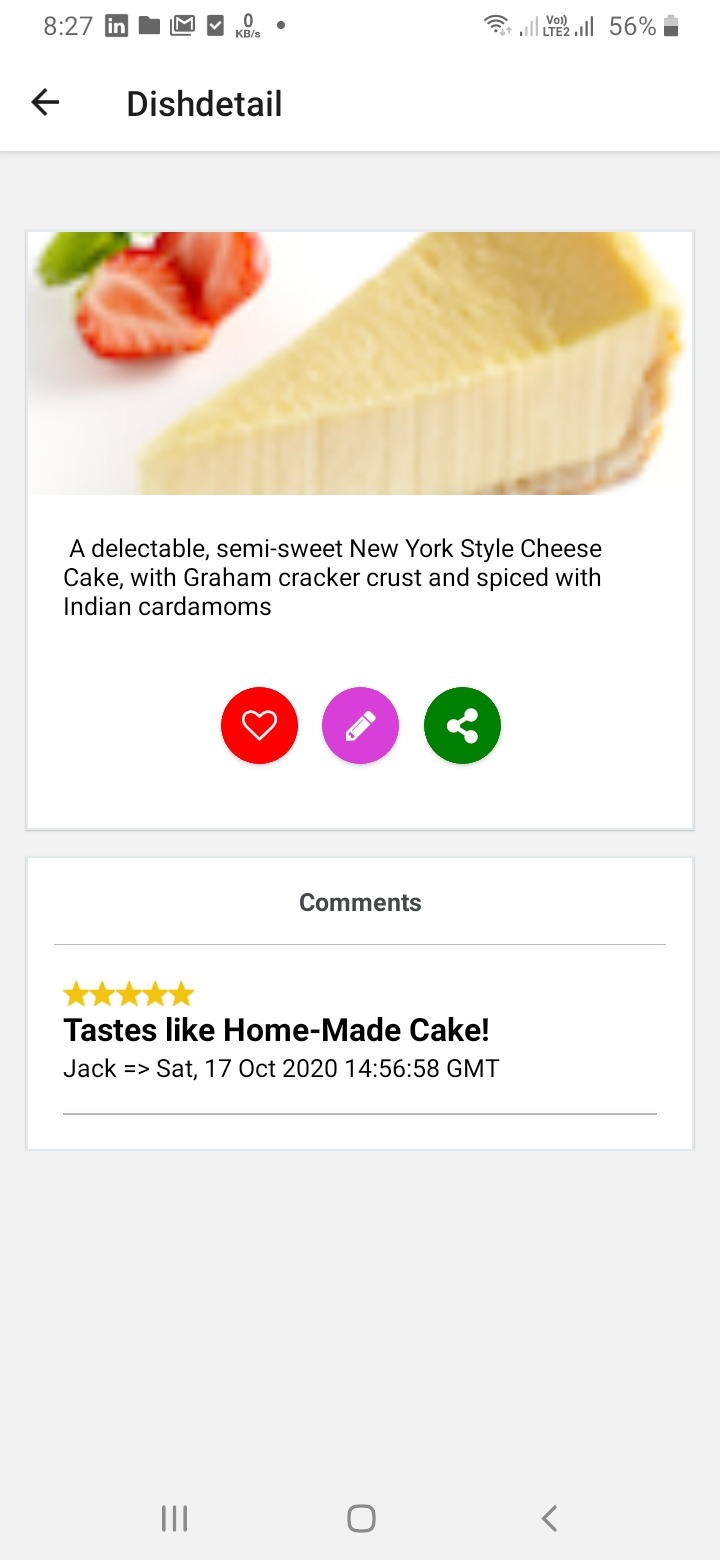 8:27 in 0 KB/s Vo)) LTE2 56%
Dishdetail
A delectable, semi-sweet New York Style Cheese
Cake, with Graham cracker crust and spiced with
Indian cardamoms
Comments
Tastes like Home-Made Cake!
Jack => Sat, 17 Oct 2020 14:56:58 GMT